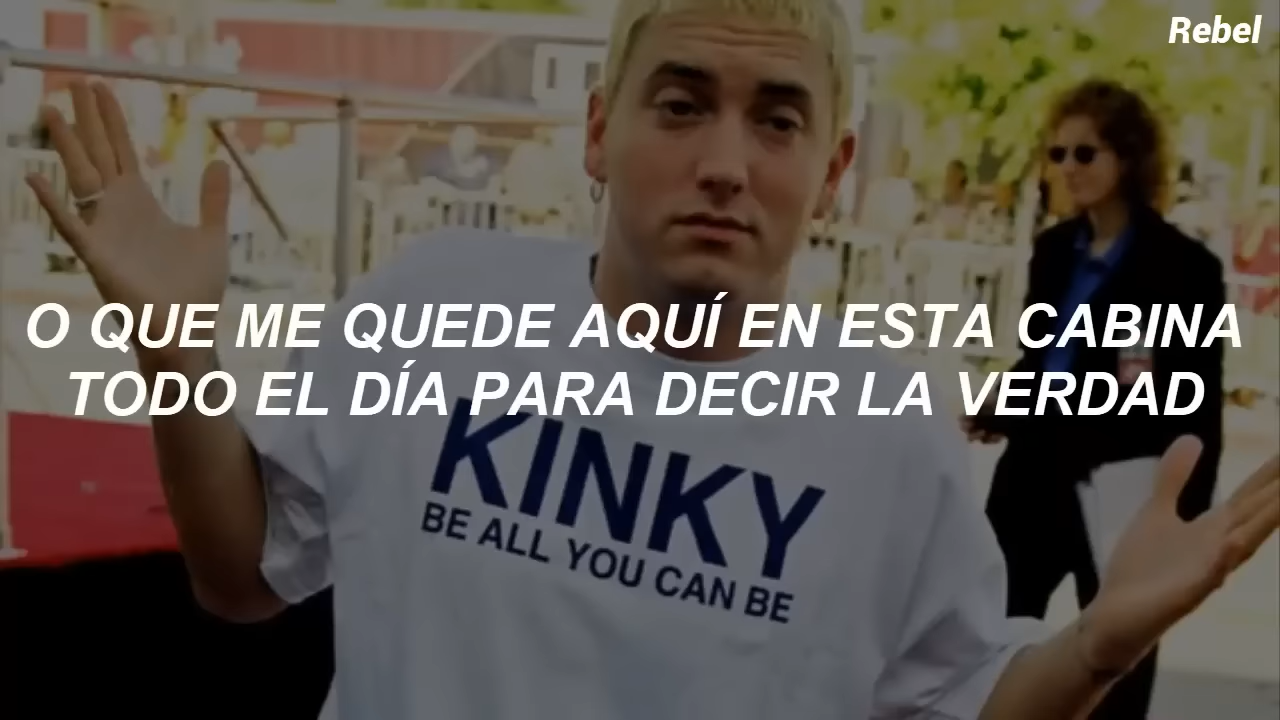 Rebel
O QUE ME QUEDE AQUÍ EN ESTA CABINA
TODO EL DÍA PARA DECIR LA VERDAD
KINKY
BE ALL YOU CAN BE